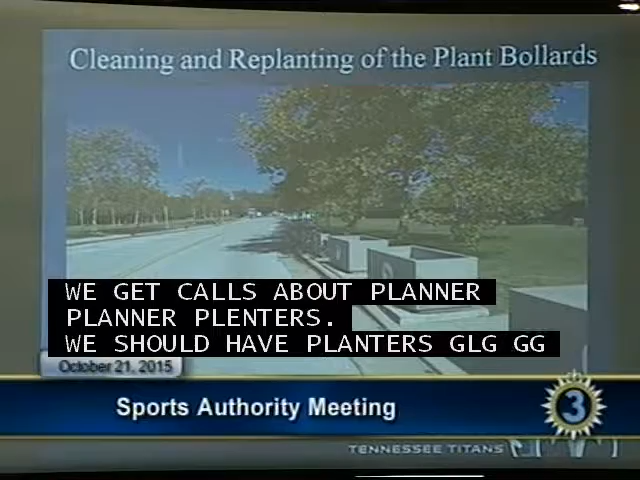 Cleaning and Replanting of the Plant Bollards
WE GET CALLS ABOUT PLANNER
PLANNER PLENTERS.
WE SHOULD HAVE PLANTERS GLG GG
October 21, 2015
Sports Authority Meeting
3
TENNESSEE TITANS